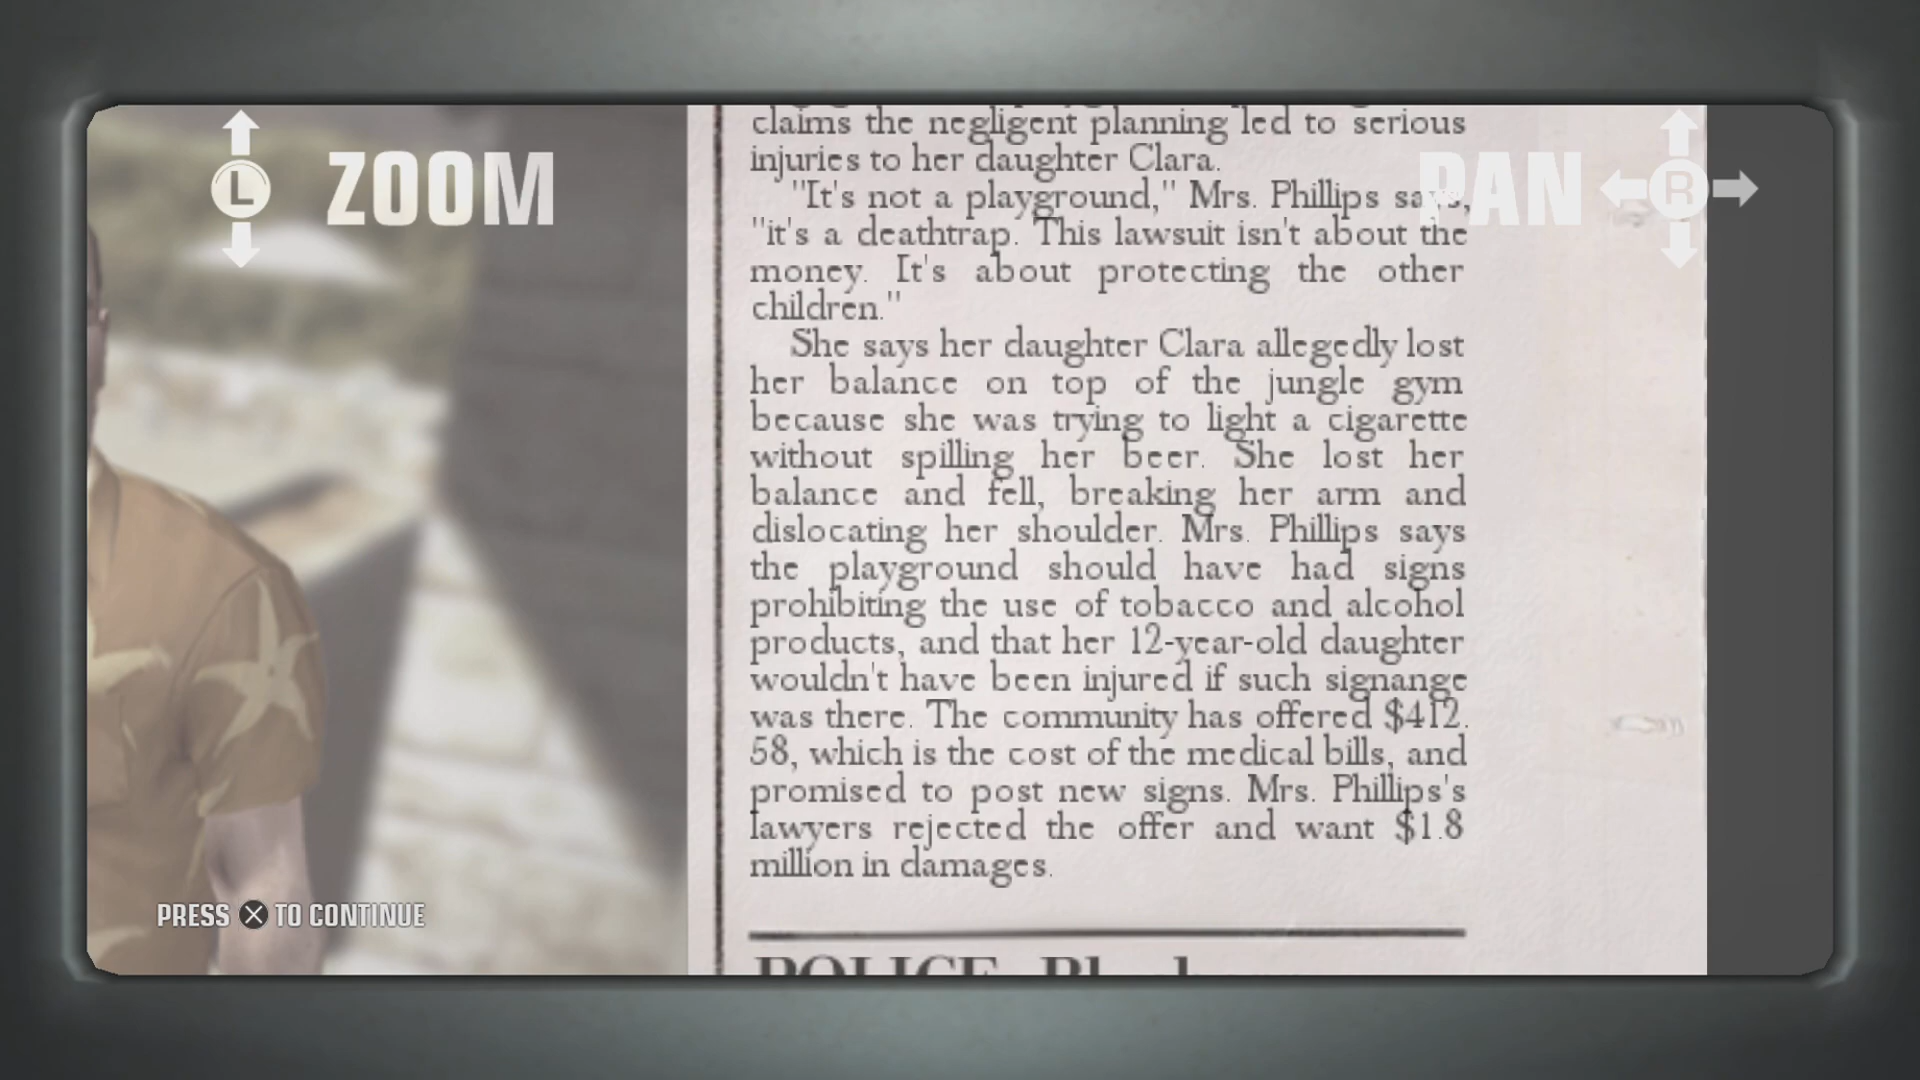 L ZOOM
PAN R
claims the negligent planning led to serious
injuries to her daughter Clara.
"It's not a playground," Mrs. Phillips says,
"it's a deathtrap. This lawsuit isn't about the
money. It's about protecting the other
children."
She says her daughter Clara allegedly lost
her balance on top of the jungle gym
because she was trying to light a cigarette
without spilling her beer. She lost her
balance and fell, breaking her arm and
dislocating her shoulder. Mrs. Phillips says
the playground should have had signs
prohibiting the use of tobacco and alcohol
products, and that her 12-year-old daughter
wouldn't have been injured if such signange
was there. The community has offered $412.
58, which is the cost of the medical bills, and
promised to post new signs. Mrs. Phillips's
lawyers rejected the offer and want $1.8
million in damages.
POLICE
PRESS X TO CONTINUE